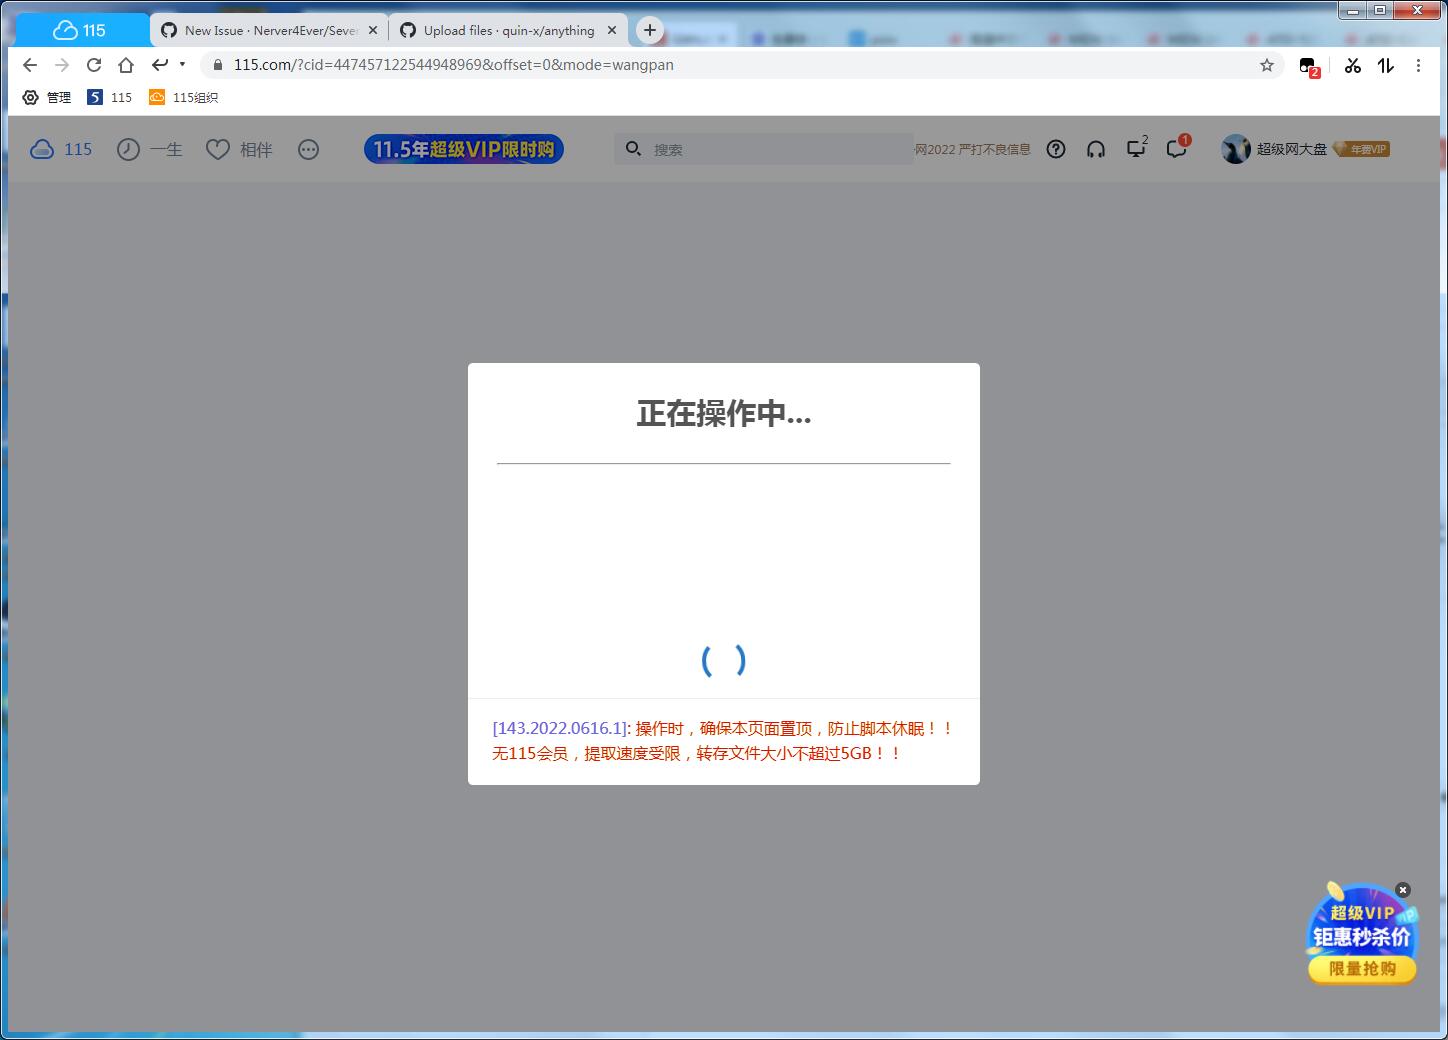 115
New Issue · Nerver4Ever/Sever
Upload files · quin-x/anything
115.com/?cid=447457122544948969&offset=0&mode=wangpan
2
管理
115
115组织
115
一生
相伴
11.5年超级VIP限时购
搜索
网2022 严打不良信息
2
1
超级网大盘
年费VIP
正在操作中...
[143.2022.0616.1]: 操作时，确保本页面置顶，防止脚本休眠！！
无115会员，提取速度受限，转存文件大小不超过5GB！！
超级VIP
钜惠秒杀价
限量抢购